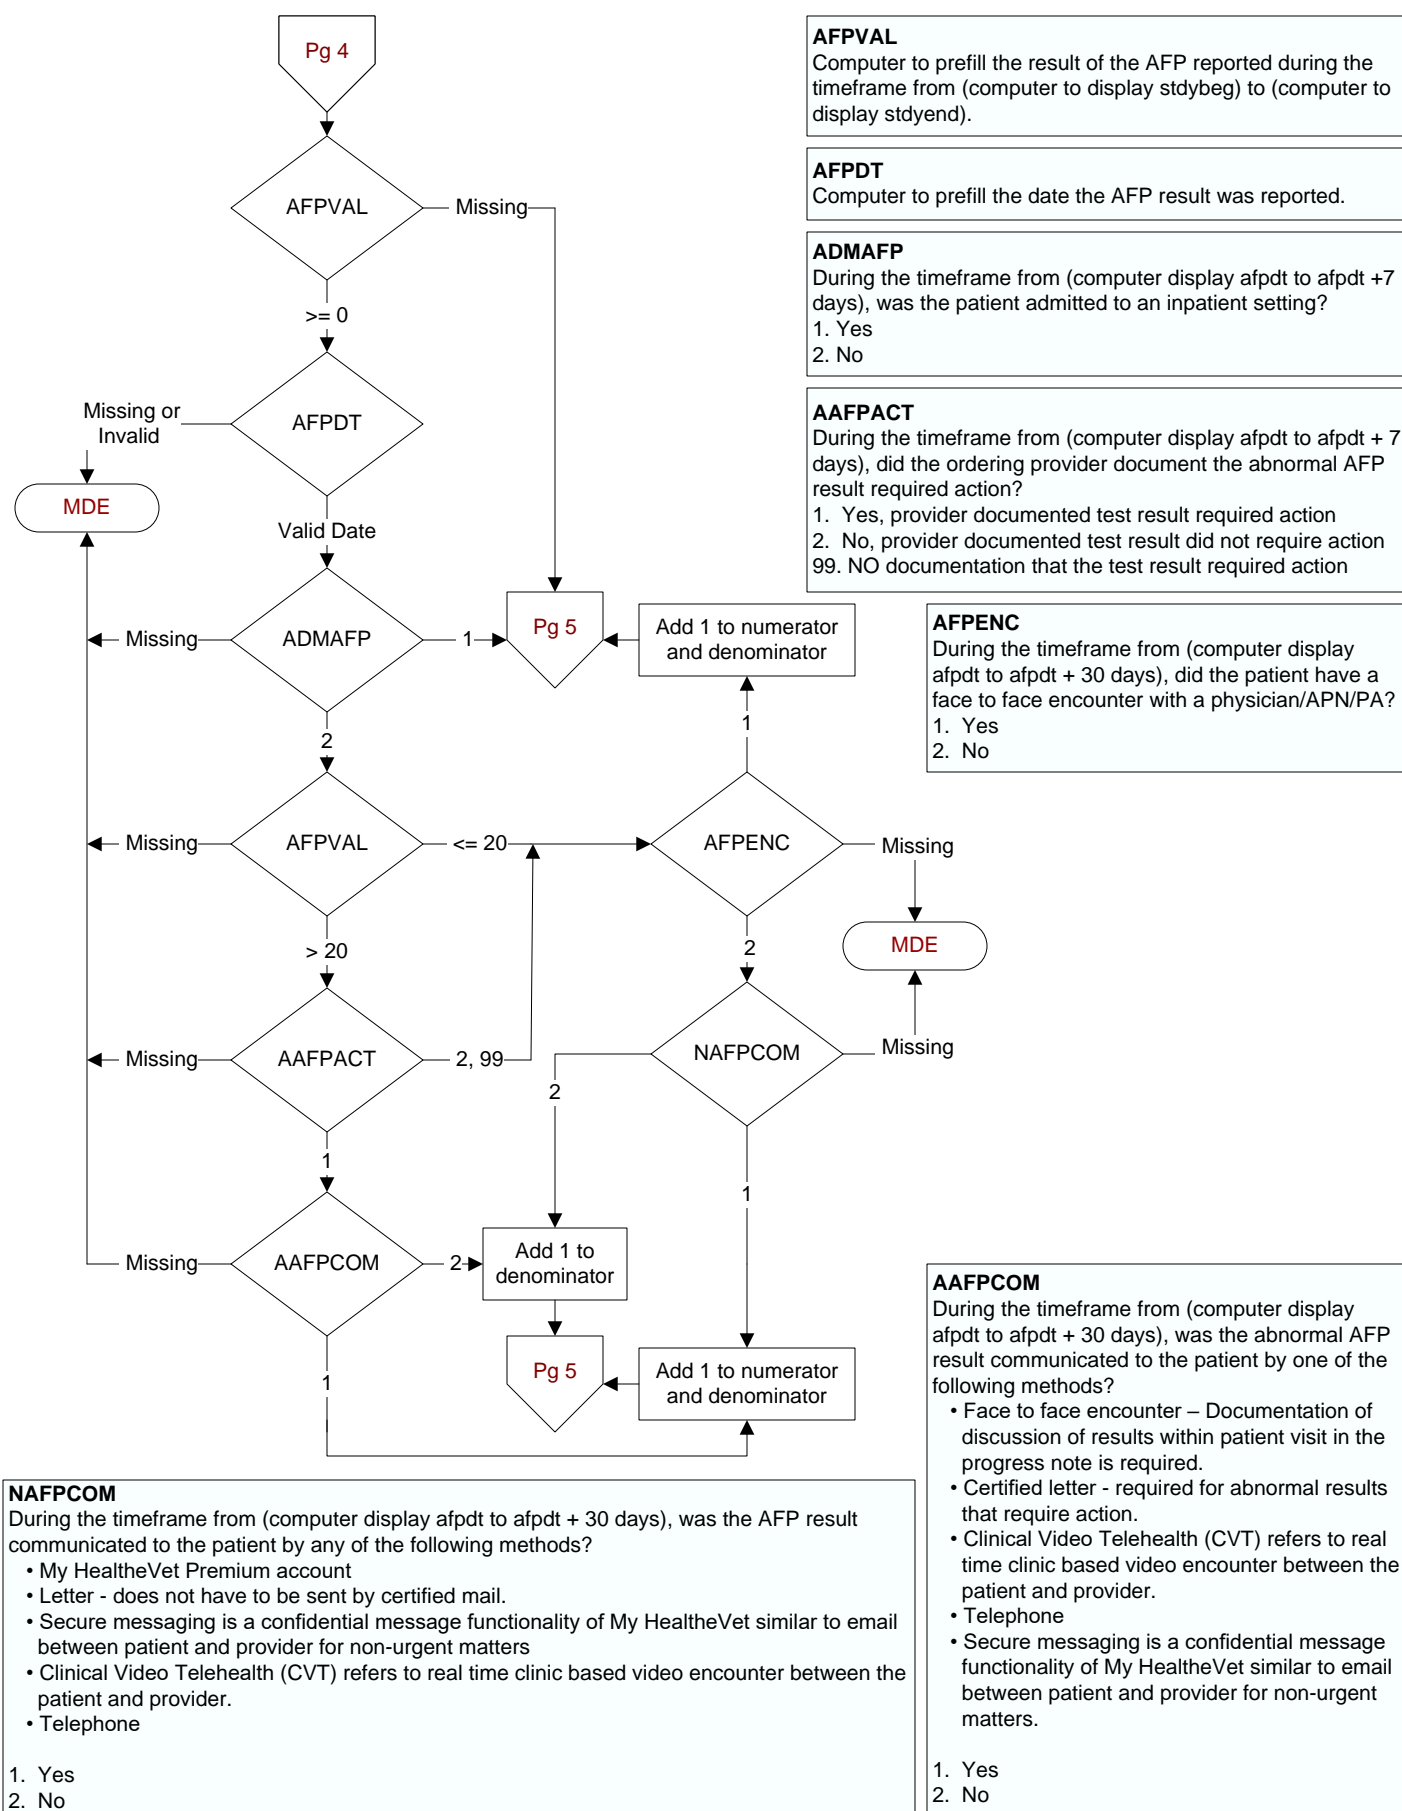 Pg 4
AFPVAL
Missing
>= 0
AFPDT
Missing or
Invalid
MDE
Valid Date
ADMAFP
Missing
1
Pg 5
Add 1 to numerator
and denominator
2
1
AFPVAL
Missing
<= 20
AFPENC
Missing
> 20
2
MDE
AAFPACT
Missing
2, 99
NAFPCOM
Missing
2
1
1
AAFPCOM
Missing
2
Add 1 to
denominator
1
Pg 5
Add 1 to numerator
and denominator
AFPVAL
Computer to prefill the result of the AFP reported during the
timeframe from (computer to display stdybeg) to (computer to
display stdyend).
AFPDT
Computer to prefill the date the AFP result was reported.
ADMAFP
During the timeframe from (computer display afpdt to afpdt +7
days), was the patient admitted to an inpatient setting?
1. Yes
2. No
AAFPACT
During the timeframe from (computer display afpdt to afpdt + 7
days), did the ordering provider document the abnormal AFP
result required action?
1. Yes, provider documented test result required action
2. No, provider documented test result did not require action
99. NO documentation that the test result required action
AFPENC
During the timeframe from (computer display
afpdt to afpdt + 30 days), did the patient have a
face to face encounter with a physician/APN/PA?
1. Yes
2. No
AAFPCOM
During the timeframe from (computer display
afpdt to afpdt + 30 days), was the abnormal AFP
result communicated to the patient by one of the
following methods?
• Face to face encounter – Documentation of
discussion of results within patient visit in the
progress note is required.
• Certified letter - required for abnormal results
that require action.
• Clinical Video Telehealth (CVT) refers to real
time clinic based video encounter between the
patient and provider.
• Telephone
• Secure messaging is a confidential message
functionality of My HealtheVet similar to email
between patient and provider for non-urgent
matters.
1. Yes
2. No
NAFPCOM
During the timeframe from (computer display afpdt to afpdt + 30 days), was the AFP result
communicated to the patient by any of the following methods?
• My HealtheVet Premium account
• Letter - does not have to be sent by certified mail.
• Secure messaging is a confidential message functionality of My HealtheVet similar to email
between patient and provider for non-urgent matters
• Clinical Video Telehealth (CVT) refers to real time clinic based video encounter between the
patient and provider.
• Telephone
1. Yes
2. No